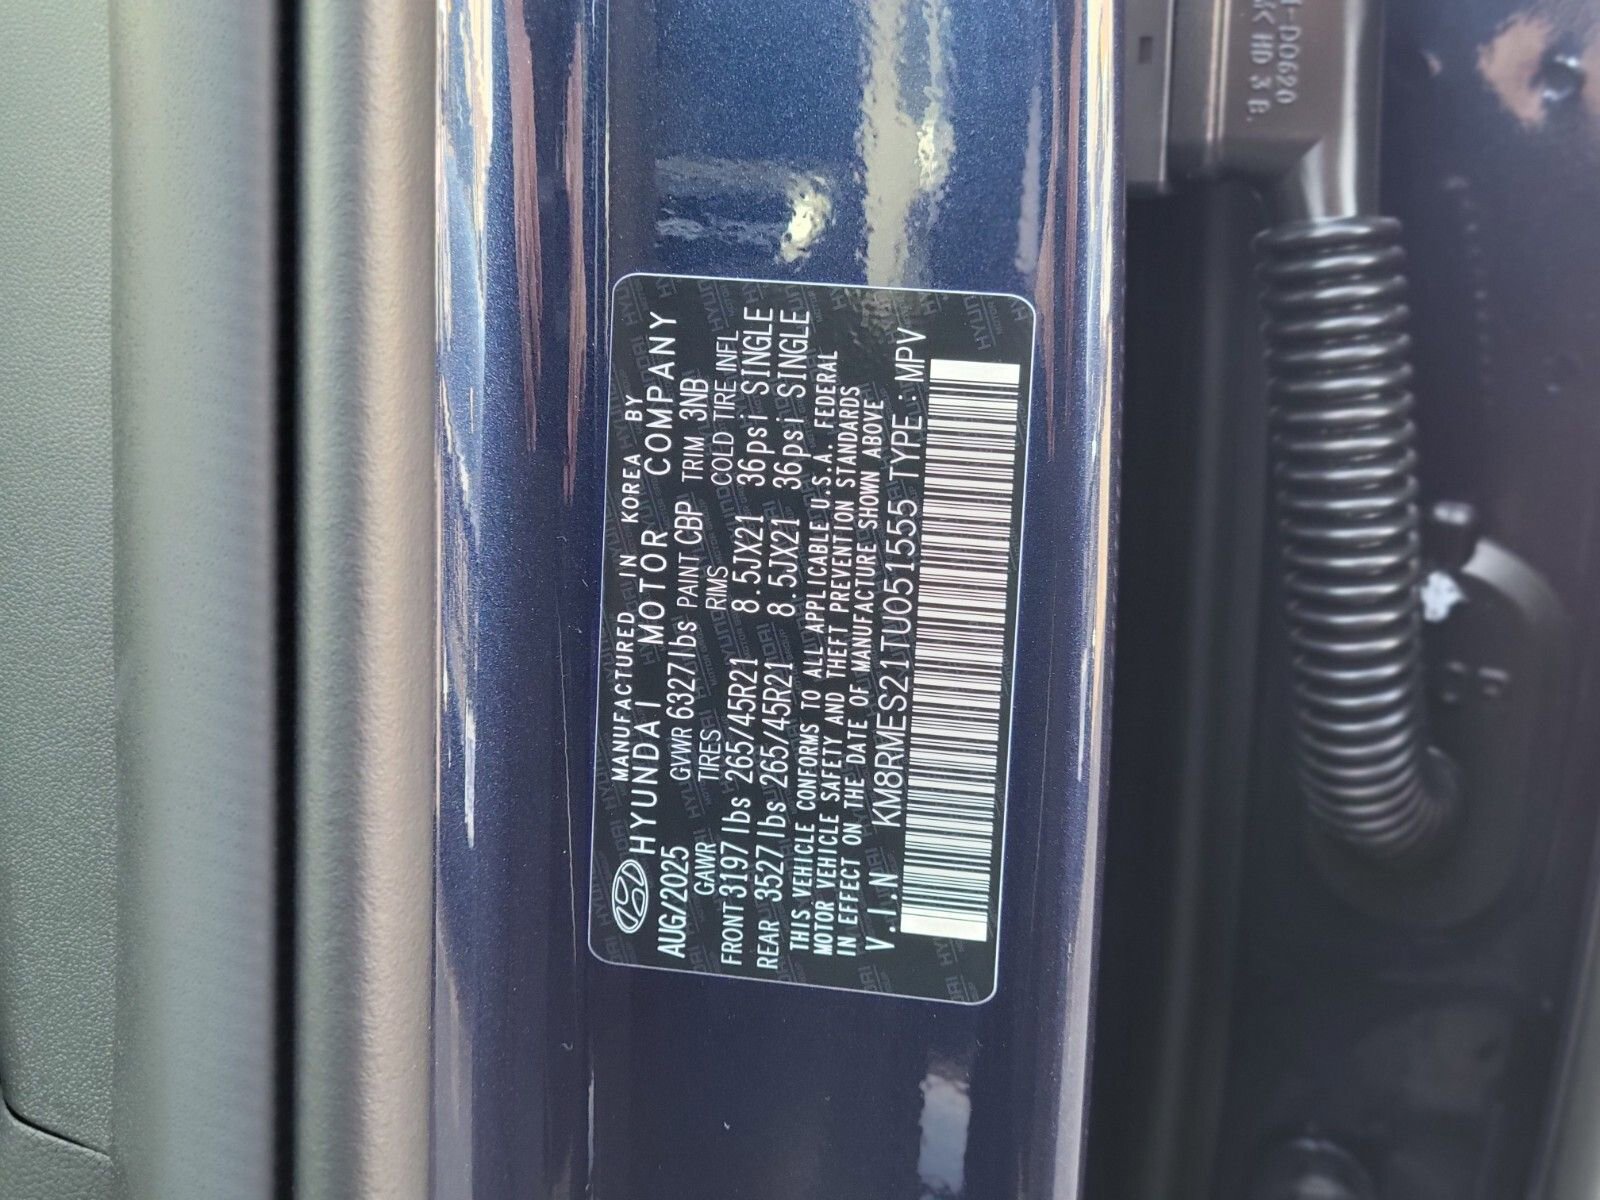 MANUFACTURED IN KOREA BY
HYUNDAI MOTOR COMPANY
AUG/2025 GVWR 6327lbs PAINT CBP TRIM 3NB
GAWR TIRES RIMS COLD TIRE INFL
FRONT 3197lbs 265/45R21 8.5JX21 36psi SINGLE
REAR 3527lbs 265/45R21 8.5JX21 36psi SINGLE
THIS VEHICLE CONFORMS TO ALL APPLICABLE U.S.A. FEDERAL
MOTOR VEHICLE SAFETY AND THEFT PREVENTION STANDARDS
IN EFFECT ON THE DATE OF MANUFACTURE SHOWN ABOVE
V.I.N KM8RMES21TU051555 TYPE.: MPV
-D0620
HD 3 B.